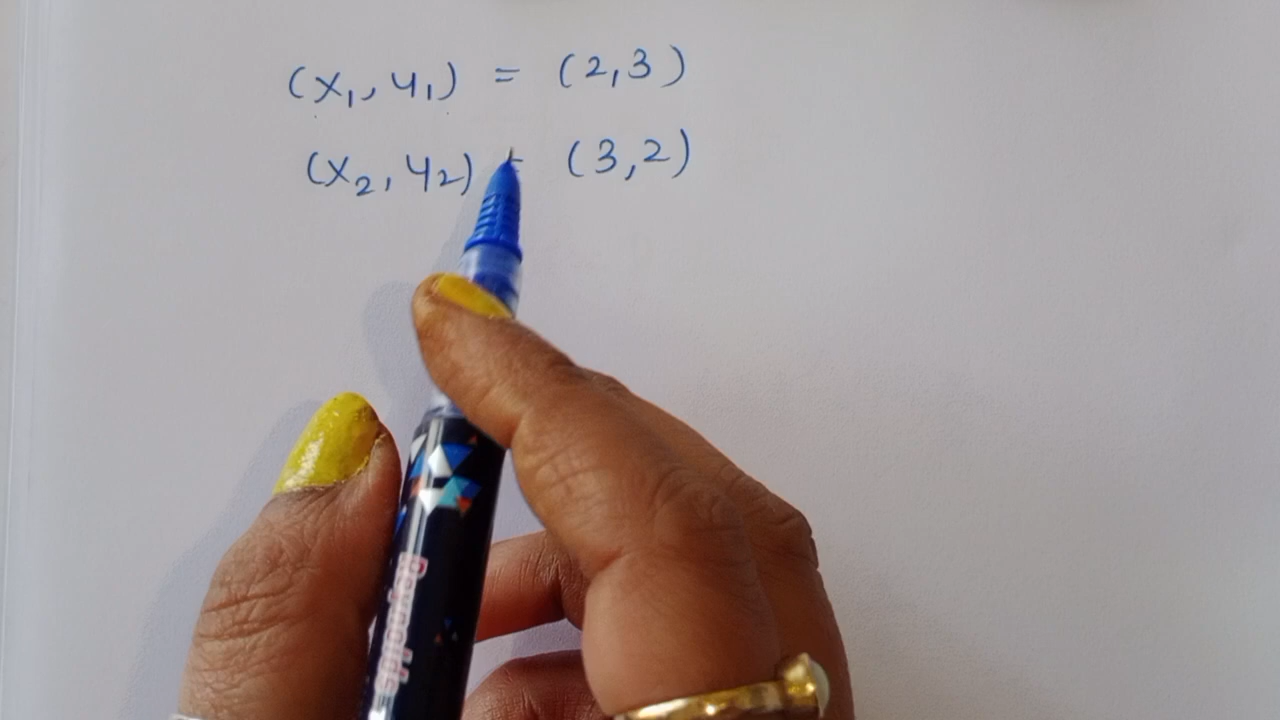 (x₁, y₁) = (2,3)
(x₂, y₂) = (3,2)